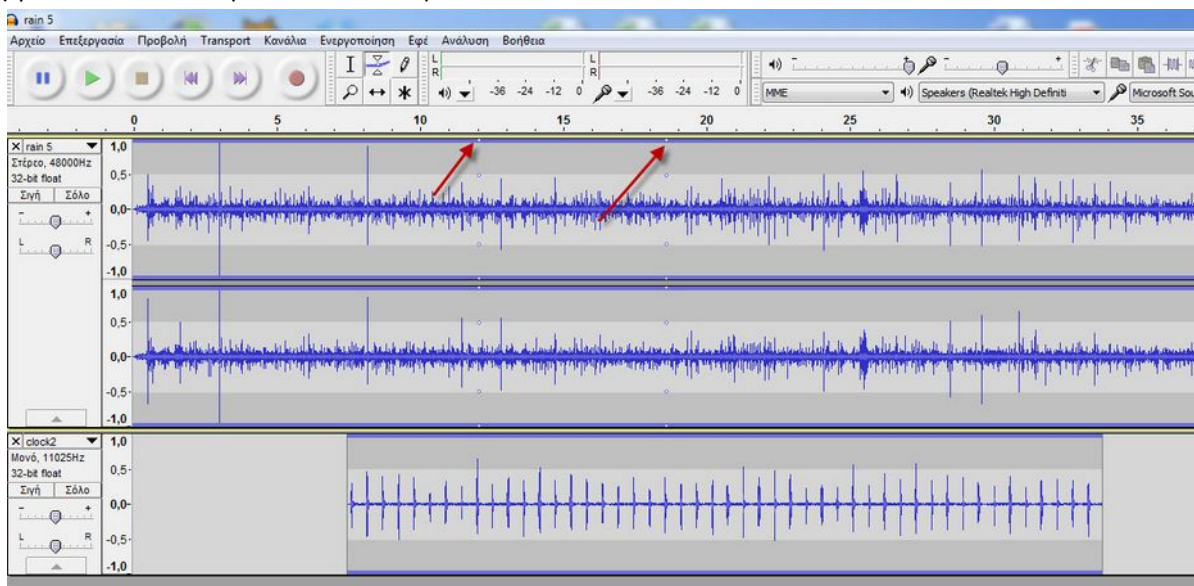 rain 5
Αρχείο Επεξεργασία Προβολή Transport Κανάλια Ενεργοποίηση Εφέ Ανάλυση Βοήθεια
L
R
-36 -24 -12 0
L
R
-36 -24 -12 0
- +
MME
Speakers (Realtek High Definiti
Microsoft Sou
0 5 10 15 20 25 30 35
rain 5
Στέρεο, 48000Hz
32-bit float
Σιγή Σόλο
- +
L R
1,0
0,5-
0,0-
-0,5-
-1,0
1,0
0,5-
0,0-
-0,5-
-1,0
clock2
Μονό, 11025Hz
32-bit float
Σιγή Σόλο
- +
L R
1,0
0,5-
0,0-
-0,5-
-1,0